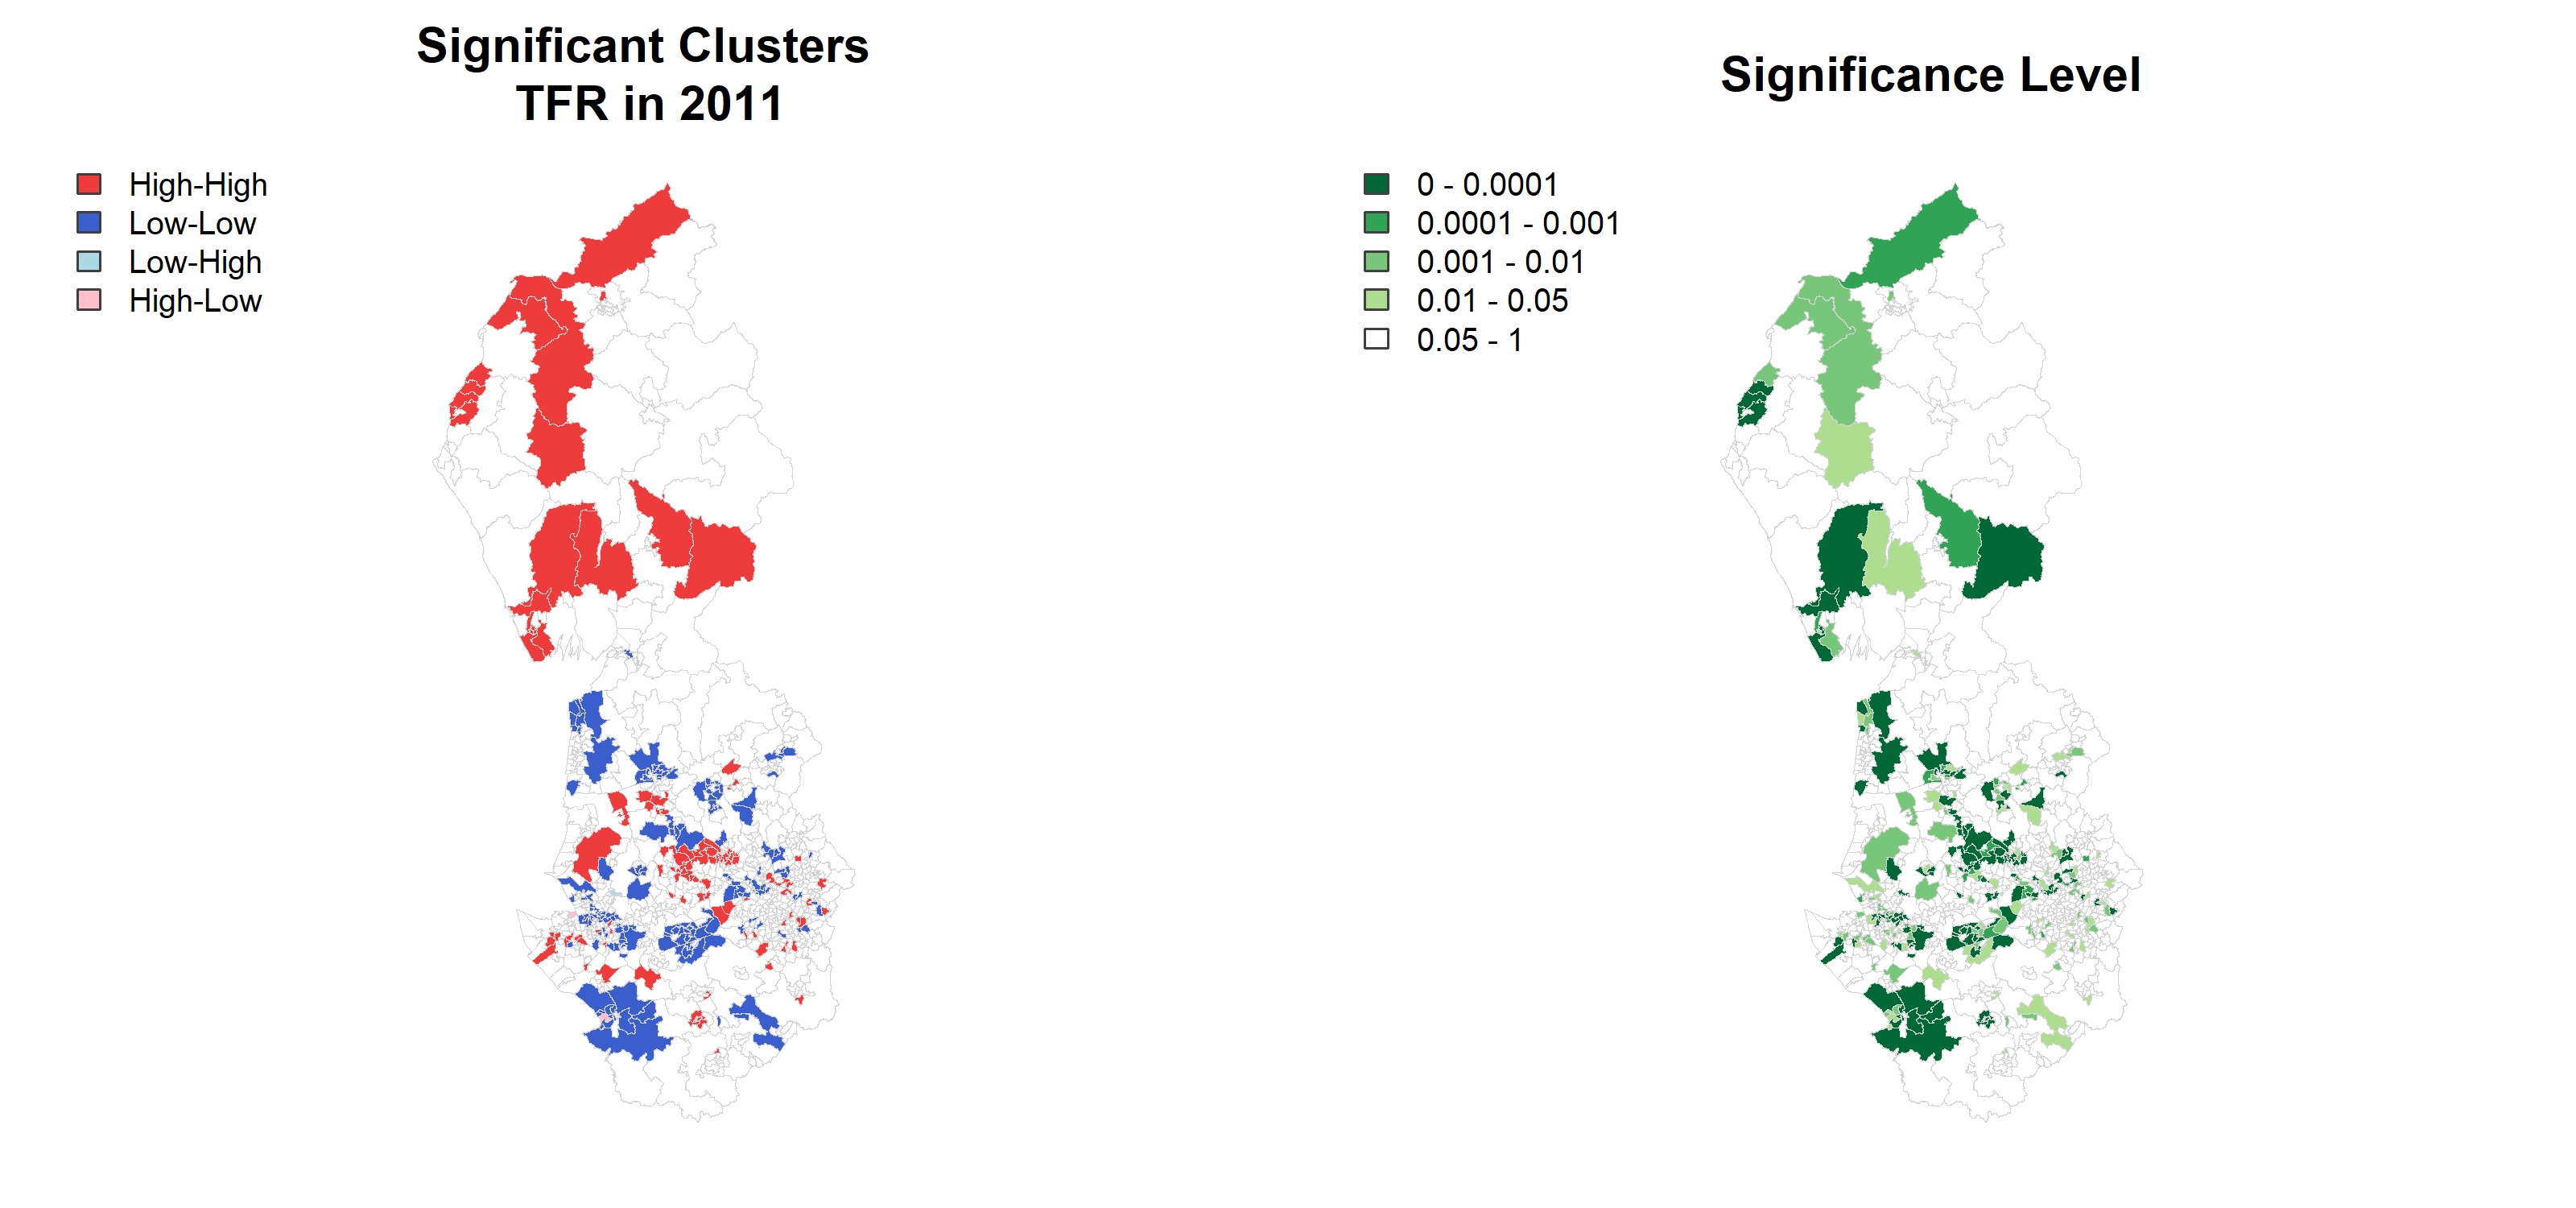 Significant Clusters
TFR in 2011
High-High
Low-Low
Low-High
High-Low
Significance Level
0 - 0.0001
0.0001 - 0.001
0.001 - 0.01
0.01 - 0.05
0.05 - 1